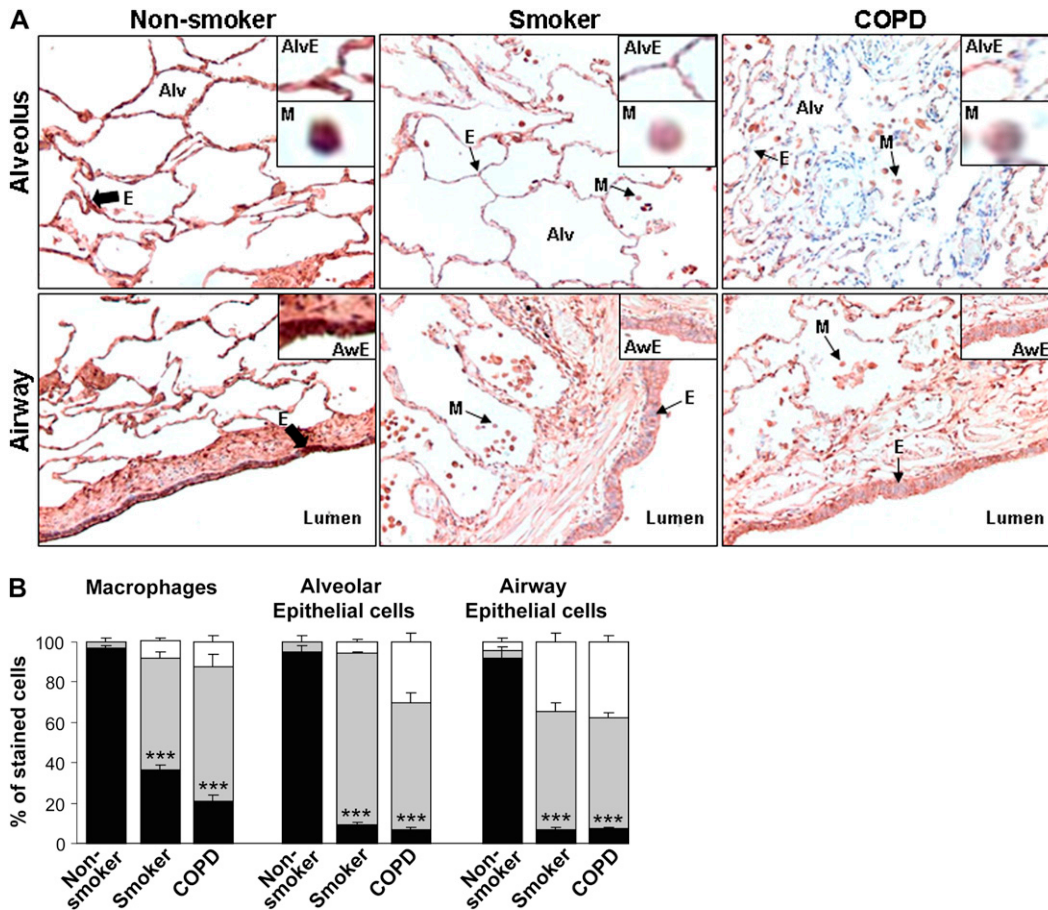 A
Non-smoker
Smoker
COPD
Alveolus
Alv
AlvE
M
E
AlvE
M
E
M
Alv
AlvE
M
Alv
E
M
Airway
AwE
E
Lumen
AwE
M
E
Lumen
AwE
M
E
Lumen
B
Macrophages
Alveolar
Epithelial cells
Airway
Epithelial cells
% of stained cells
100
80
60
40
20
0
***
***
***
***
***
***
Non-
smoker
Smoker
COPD
Non-
smoker
Smoker
COPD
Non-
smoker
Smoker
COPD